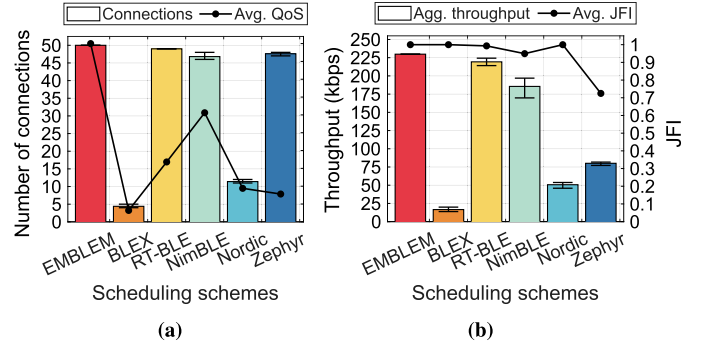 Connections Avg. QoS
Number of connections
50
45
40
35
30
25
20
15
10
5
0
EMBLEM
BLEX
RT-BLE
NimBLE
Nordic
Zephyr
Scheduling schemes
(a)
Agg. throughput Avg. JFI
Throughput (kbps)
250
225
200
175
150
125
100
75
50
25
0
1
0.9
0.8
0.7
0.6
0.5
0.4
0.3
0.2
0.1
0
JFI
EMBLEM
BLEX
RT-BLE
NimBLE
Nordic
Zephyr
Scheduling schemes
(b)